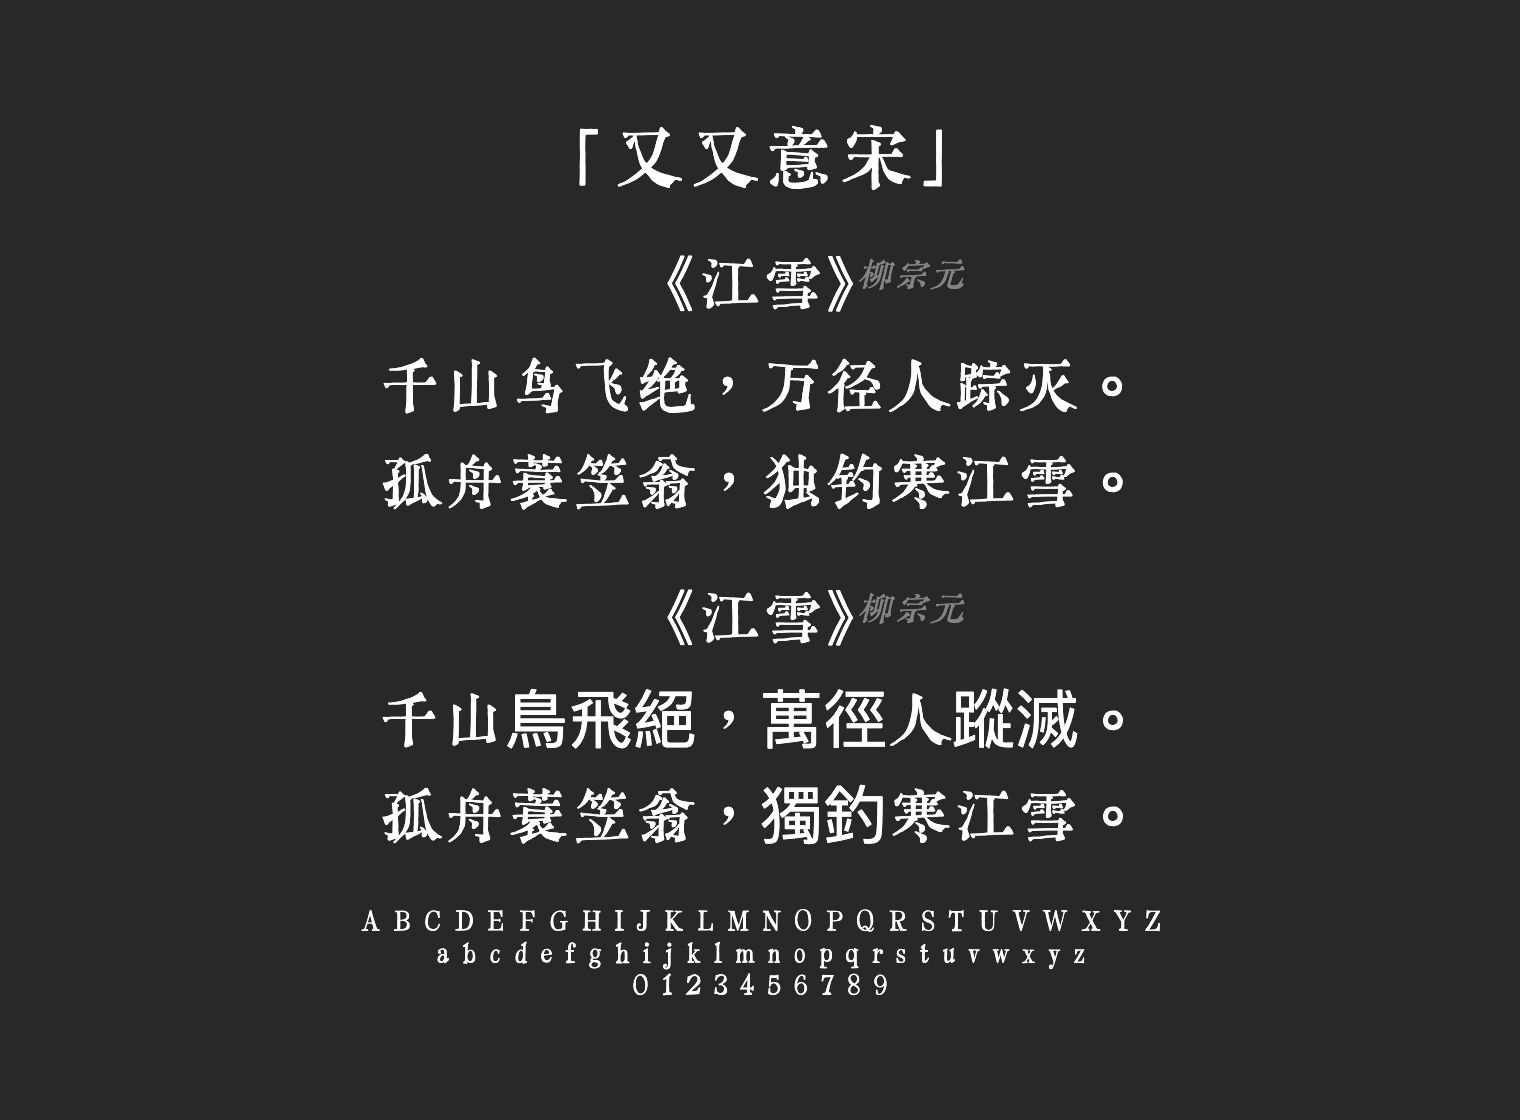 「又又意宋」
《江雪》柳宗元
千山鸟飞绝，万径人踪灭。
孤舟蓑笠翁，独钓寒江雪。
《江雪》柳宗元
千山鳥飛絕，萬徑人蹤滅。
孤舟蓑笠翁，獨釣寒江雪。
A B C D E F G H I J K L M N O P Q R S T U V W X Y Z
a b c d e f g h i j k l m n o p q r s t u v w x y z
0 1 2 3 4 5 6 7 8 9